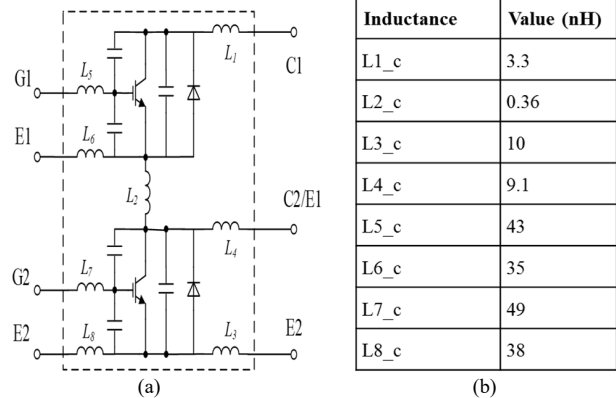 L1
C1
L5
G1
E1
L6
L2
C2/E1
L4
L7
G2
E2
L8
L3
E2
(a)
Inductance Value (nH)
L1_c 3.3
L2_c 0.36
L3_c 10
L4_c 9.1
L5_c 43
L6_c 35
L7_c 49
L8_c 38
(b)